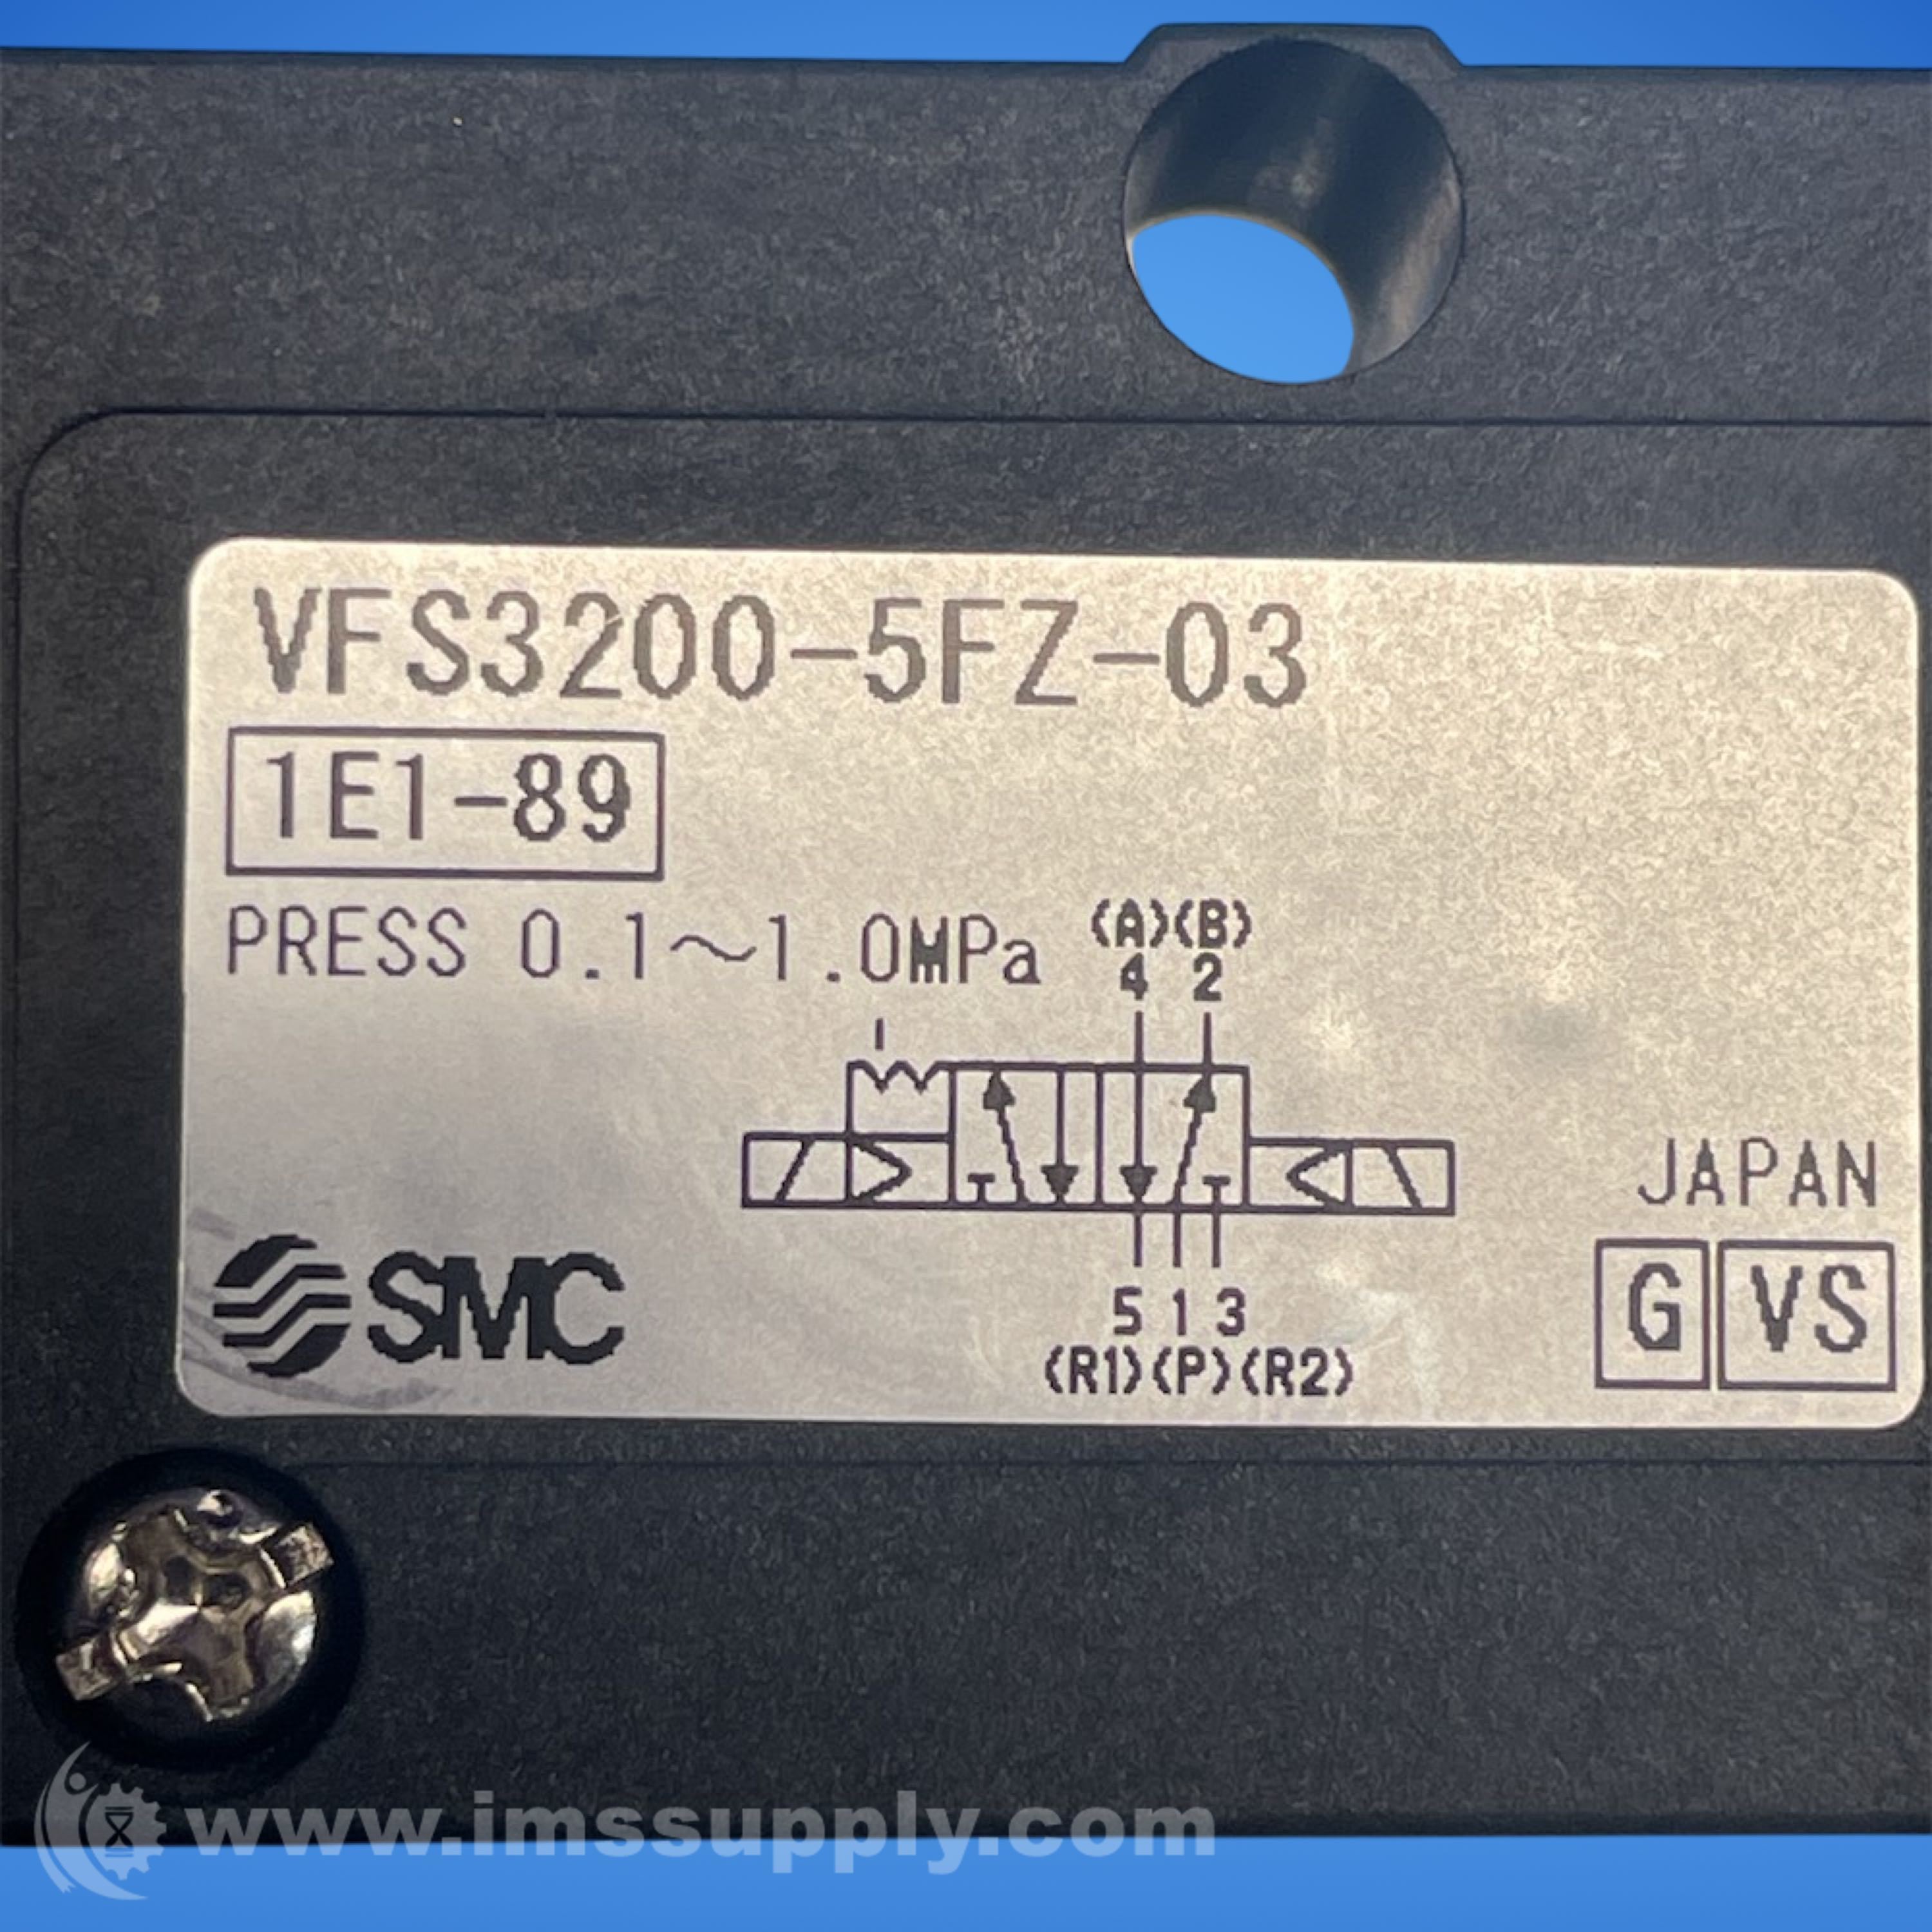 VFS3200-5FZ-03
1E1-89
PRESS 0.1～1.0MPa
(A)(B)
4 2
5 1 3
(R1)(P)(R2)
SMC
JAPAN
G VS
www.imssupply.com